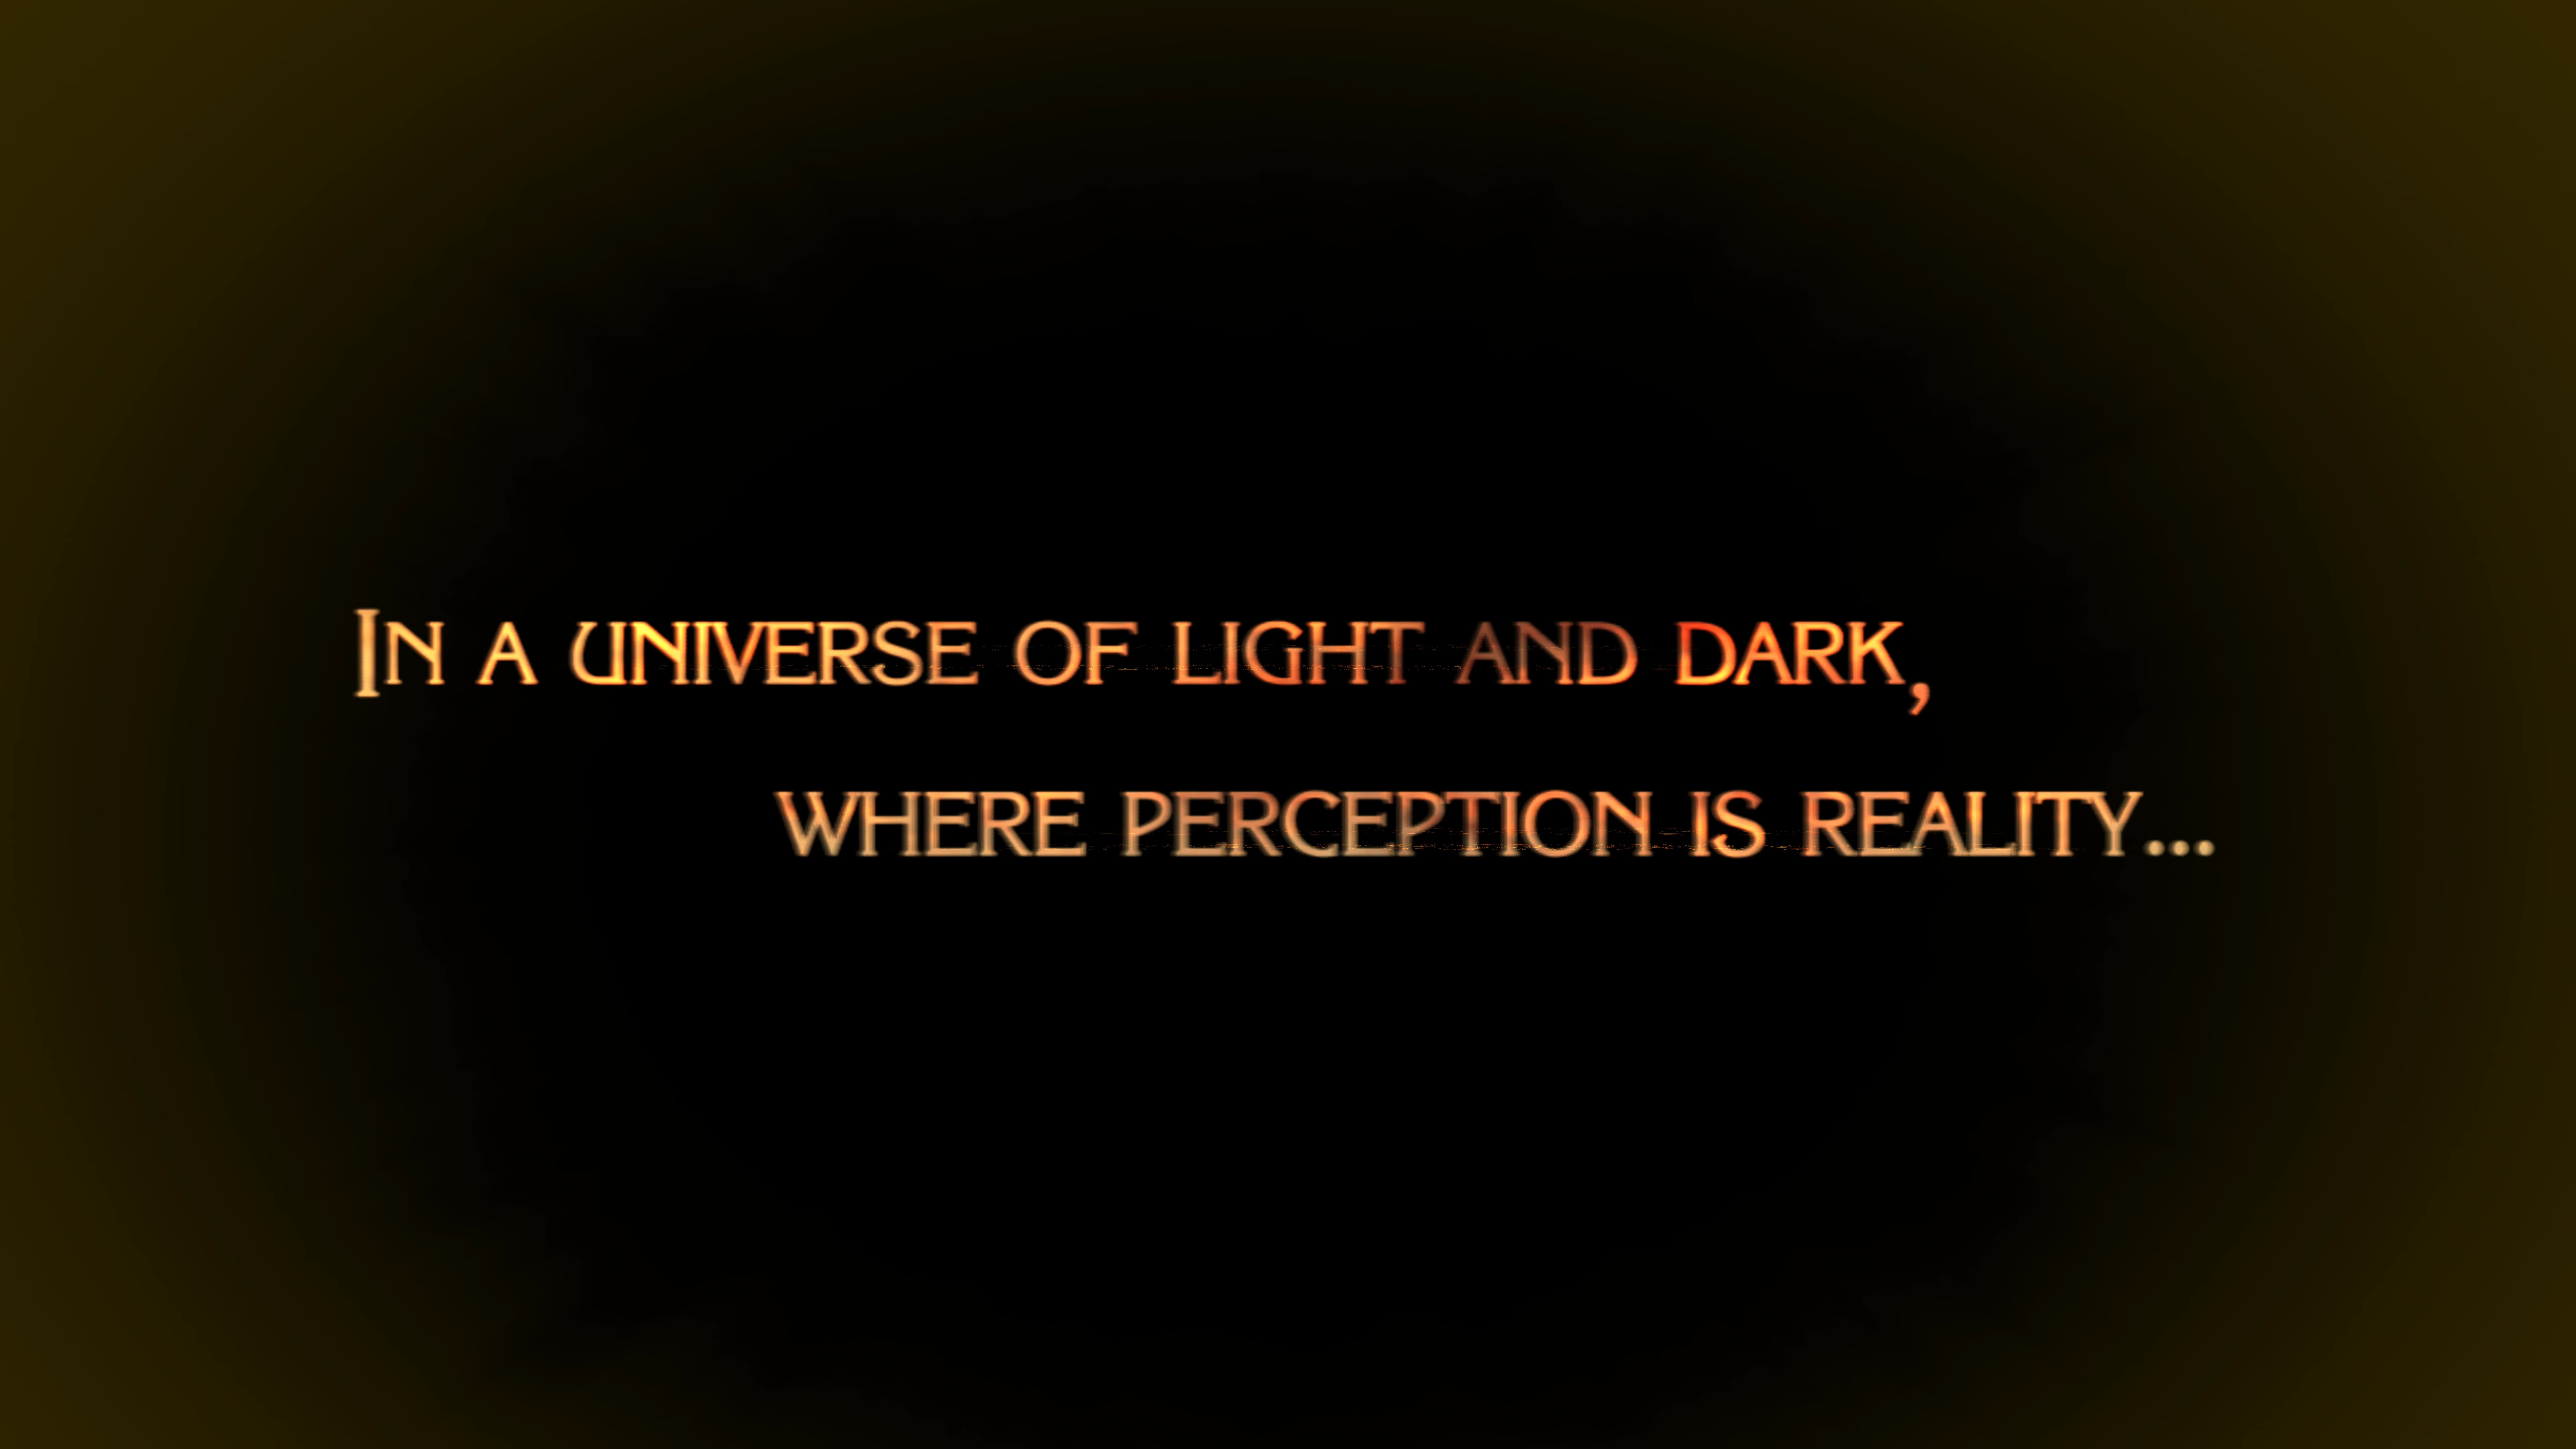 In a universe of light and dark,
where perception is reality...